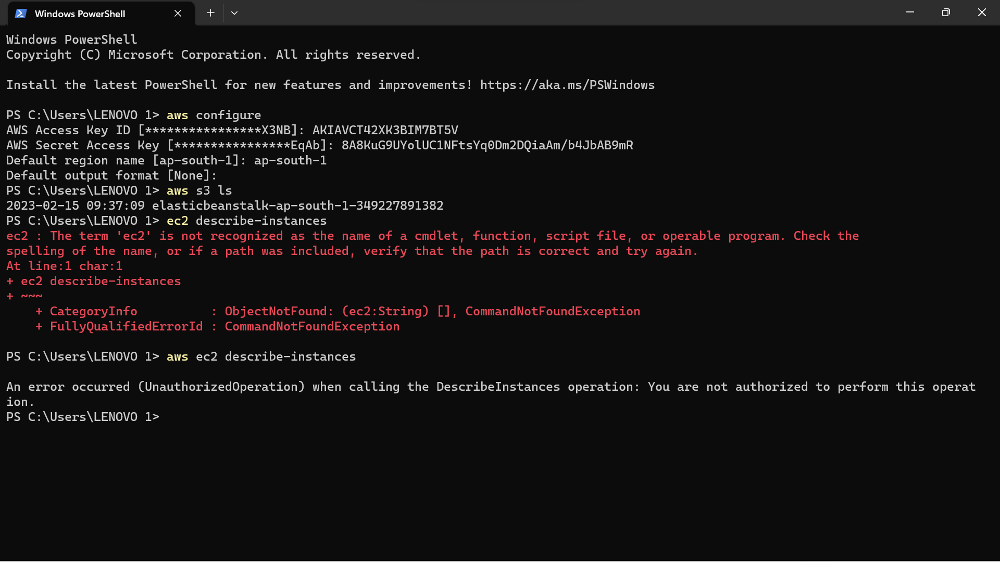 Windows PowerShell
Windows PowerShell
Copyright (C) Microsoft Corporation. All rights reserved.
Install the latest PowerShell for new features and improvements! https://aka.ms/PSWindows
PS C:\Users\LENOVO 1> aws configure
AWS Access Key ID [****************X3NB]: AKIAVCT42XK3BIM7BT5V
AWS Secret Access Key [****************EqAb]: 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
Default region name [ap-south-1]: ap-south-1
Default output format [None]:
PS C:\Users\LENOVO 1> aws s3 ls
2023-02-15 09:37:09 elasticbeanstalk-ap-south-1-349227891382
PS C:\Users\LENOVO 1> ec2 describe-instances
ec2 : The term 'ec2' is not recognized as the name of a cmdlet, function, script file, or operable program. Check the
spelling of the name, or if a path was included, verify that the path is correct and try again.
At line:1 char:1
+ ec2 describe-instances
+ ~~~
    + CategoryInfo          : ObjectNotFound: (ec2:String) [], CommandNotFoundException
    + FullyQualifiedErrorId : CommandNotFoundException
PS C:\Users\LENOVO 1> aws ec2 describe-instances
An error occurred (UnauthorizedOperation) when calling the DescribeInstances operation: You are not authorized to perform this operat
ion.
PS C:\Users\LENOVO 1>